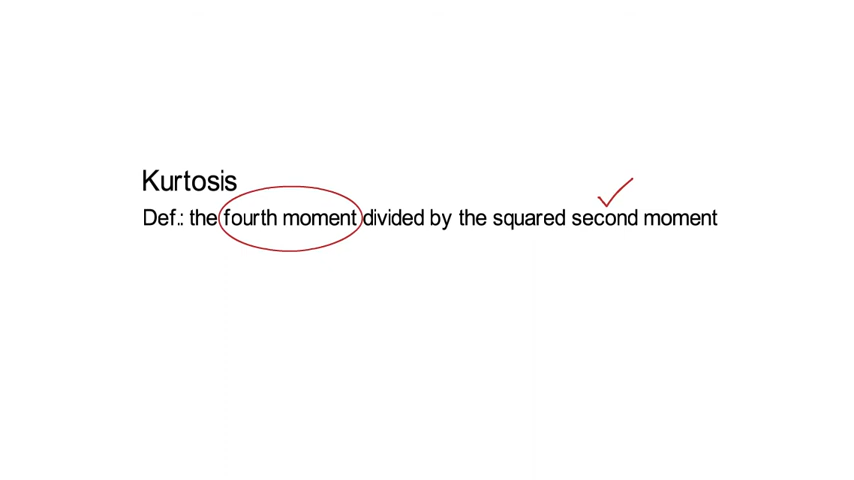 Kurtosis
Def.: the fourth moment divided by the squared second moment